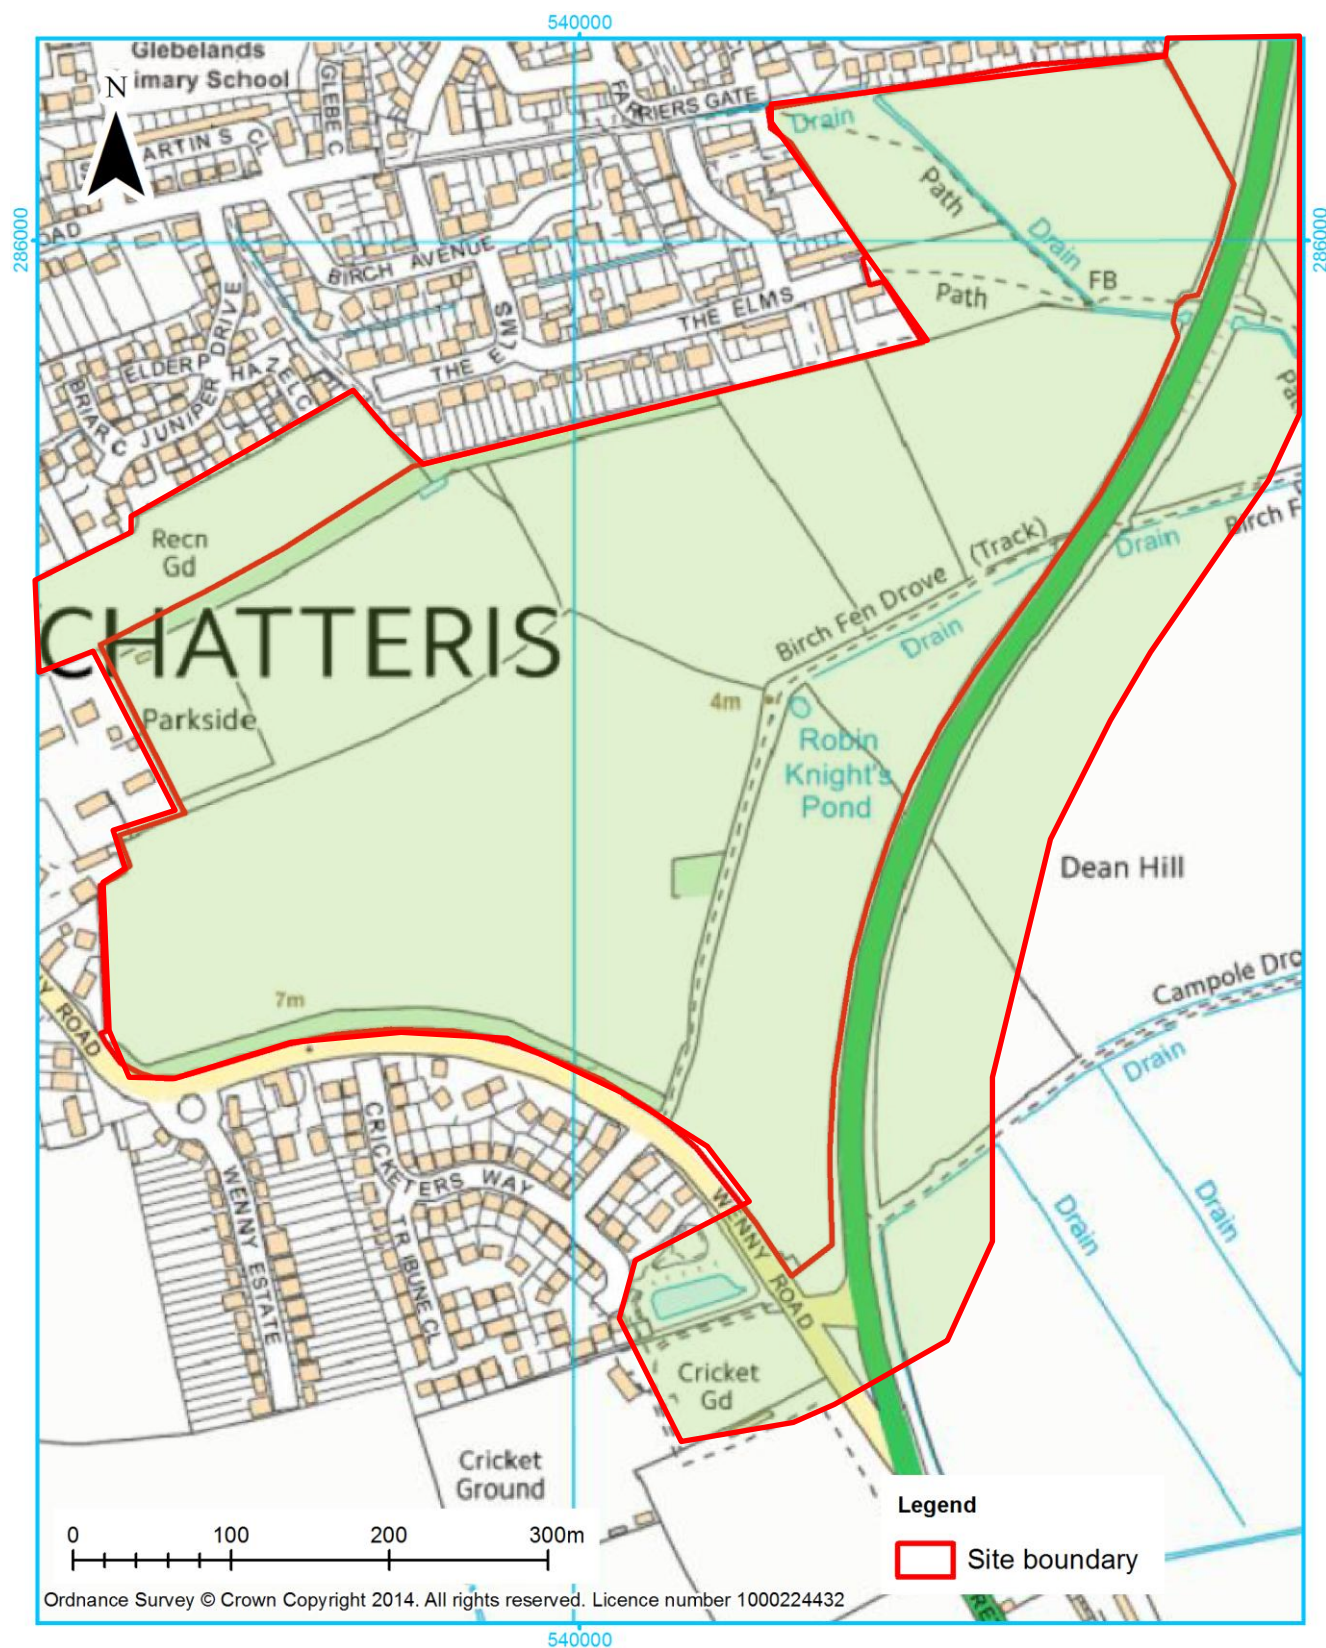 540000
Glebelands
imary School
N
GLEBE C
FARRIERS GATE
ARTIN S CL
Drain
Path
Drain
286000
286000
OAD
BIRCH AVENUE
FB
Path
ELDER P
JUNIPER DRIVE
HAZEL C
BRIAR C
THE ELMS
THE ELMS
Recn
Gd
Birch Fen Drove (Track)
Drain
Birch F
Drain
CHATTERIS
4m
Parkside
Robin
Knight's
Pond
Dean Hill
Campole Dro
Drain
7m
Y ROAD
CRICKETERS WAY
WENNY ESTATE
TRIBUNE CL
WENNY ROAD
Drain
Drain
Cricket
Gd
Cricket
Ground
Legend
Site boundary
0 100 200 300m
Ordnance Survey © Crown Copyright 2014. All rights reserved. Licence number 1000224432
540000